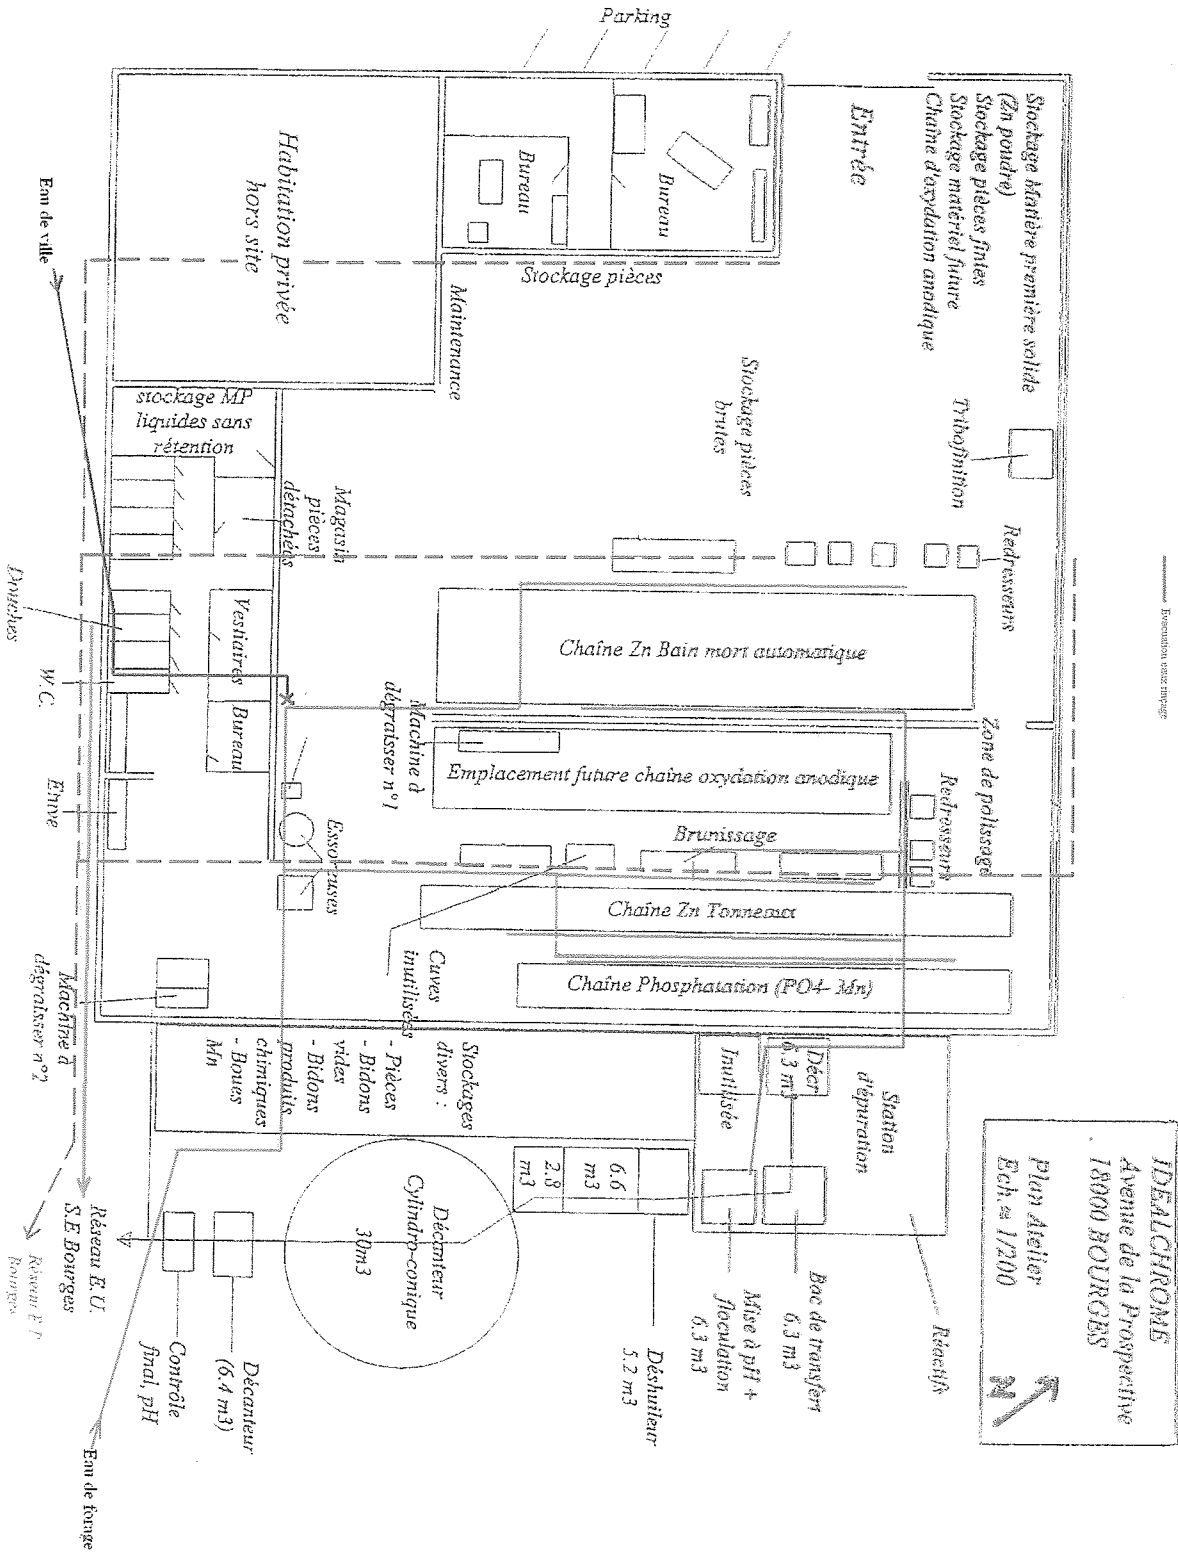 Parking
Stockage Matière première solide
(Zn poudre)
Stockage pièces finies
Stockage matériel future
Chaîne d'oxydation anodique
Entrée
Bureau
Bureau
Habitation privée
hors site
Eau de ville
Stockage pièces
Maintenance
stockage MP
liquides sans
rétention
Stockage pièces
brutes
Tribofinition
Redresseurs
Evacuation eaux rinçage
Magasin
pièces
détachées
Douches
W.C.
Vestiaires
Bureau
Etuve
Chaîne Zn Bain mort automatique
Machine à
dégraisser n°1
Emplacement future chaîne oxydation anodique
Zone de polissage
Redresseurs
Brunissage
Essoreuses
Chaîne Zn Tonneaux
Cuves
inutilisées
Chaîne Phosphatation (PO4- Mn)
Machine à
dégraisser n°2
Stockages
divers :
- Pièces
- Bidons
vides
- Bidons
produits
chimiques
- Boues
Mn
Inutilisée
Décr
6.3 m3
Station
d'épuration
IDEALCHROME
Avenue de la Prospective
18000 BOURGES
Plan Atelier
Ech. ≈ 1/200
N
2.8
m3
6.6
m3
Décanteur
Cylindro-conique
30m3
Réseau E.U.
S.E Bourges
Réseau E P
Bourges
Contrôle
final, pH
Décanteur
(6.4 m3)
Déshuileur
5.2 m3
Mise à pH +
floculation
6.3 m3
Bac de transfert
6.3 m3
Réactifs
Eau de forage